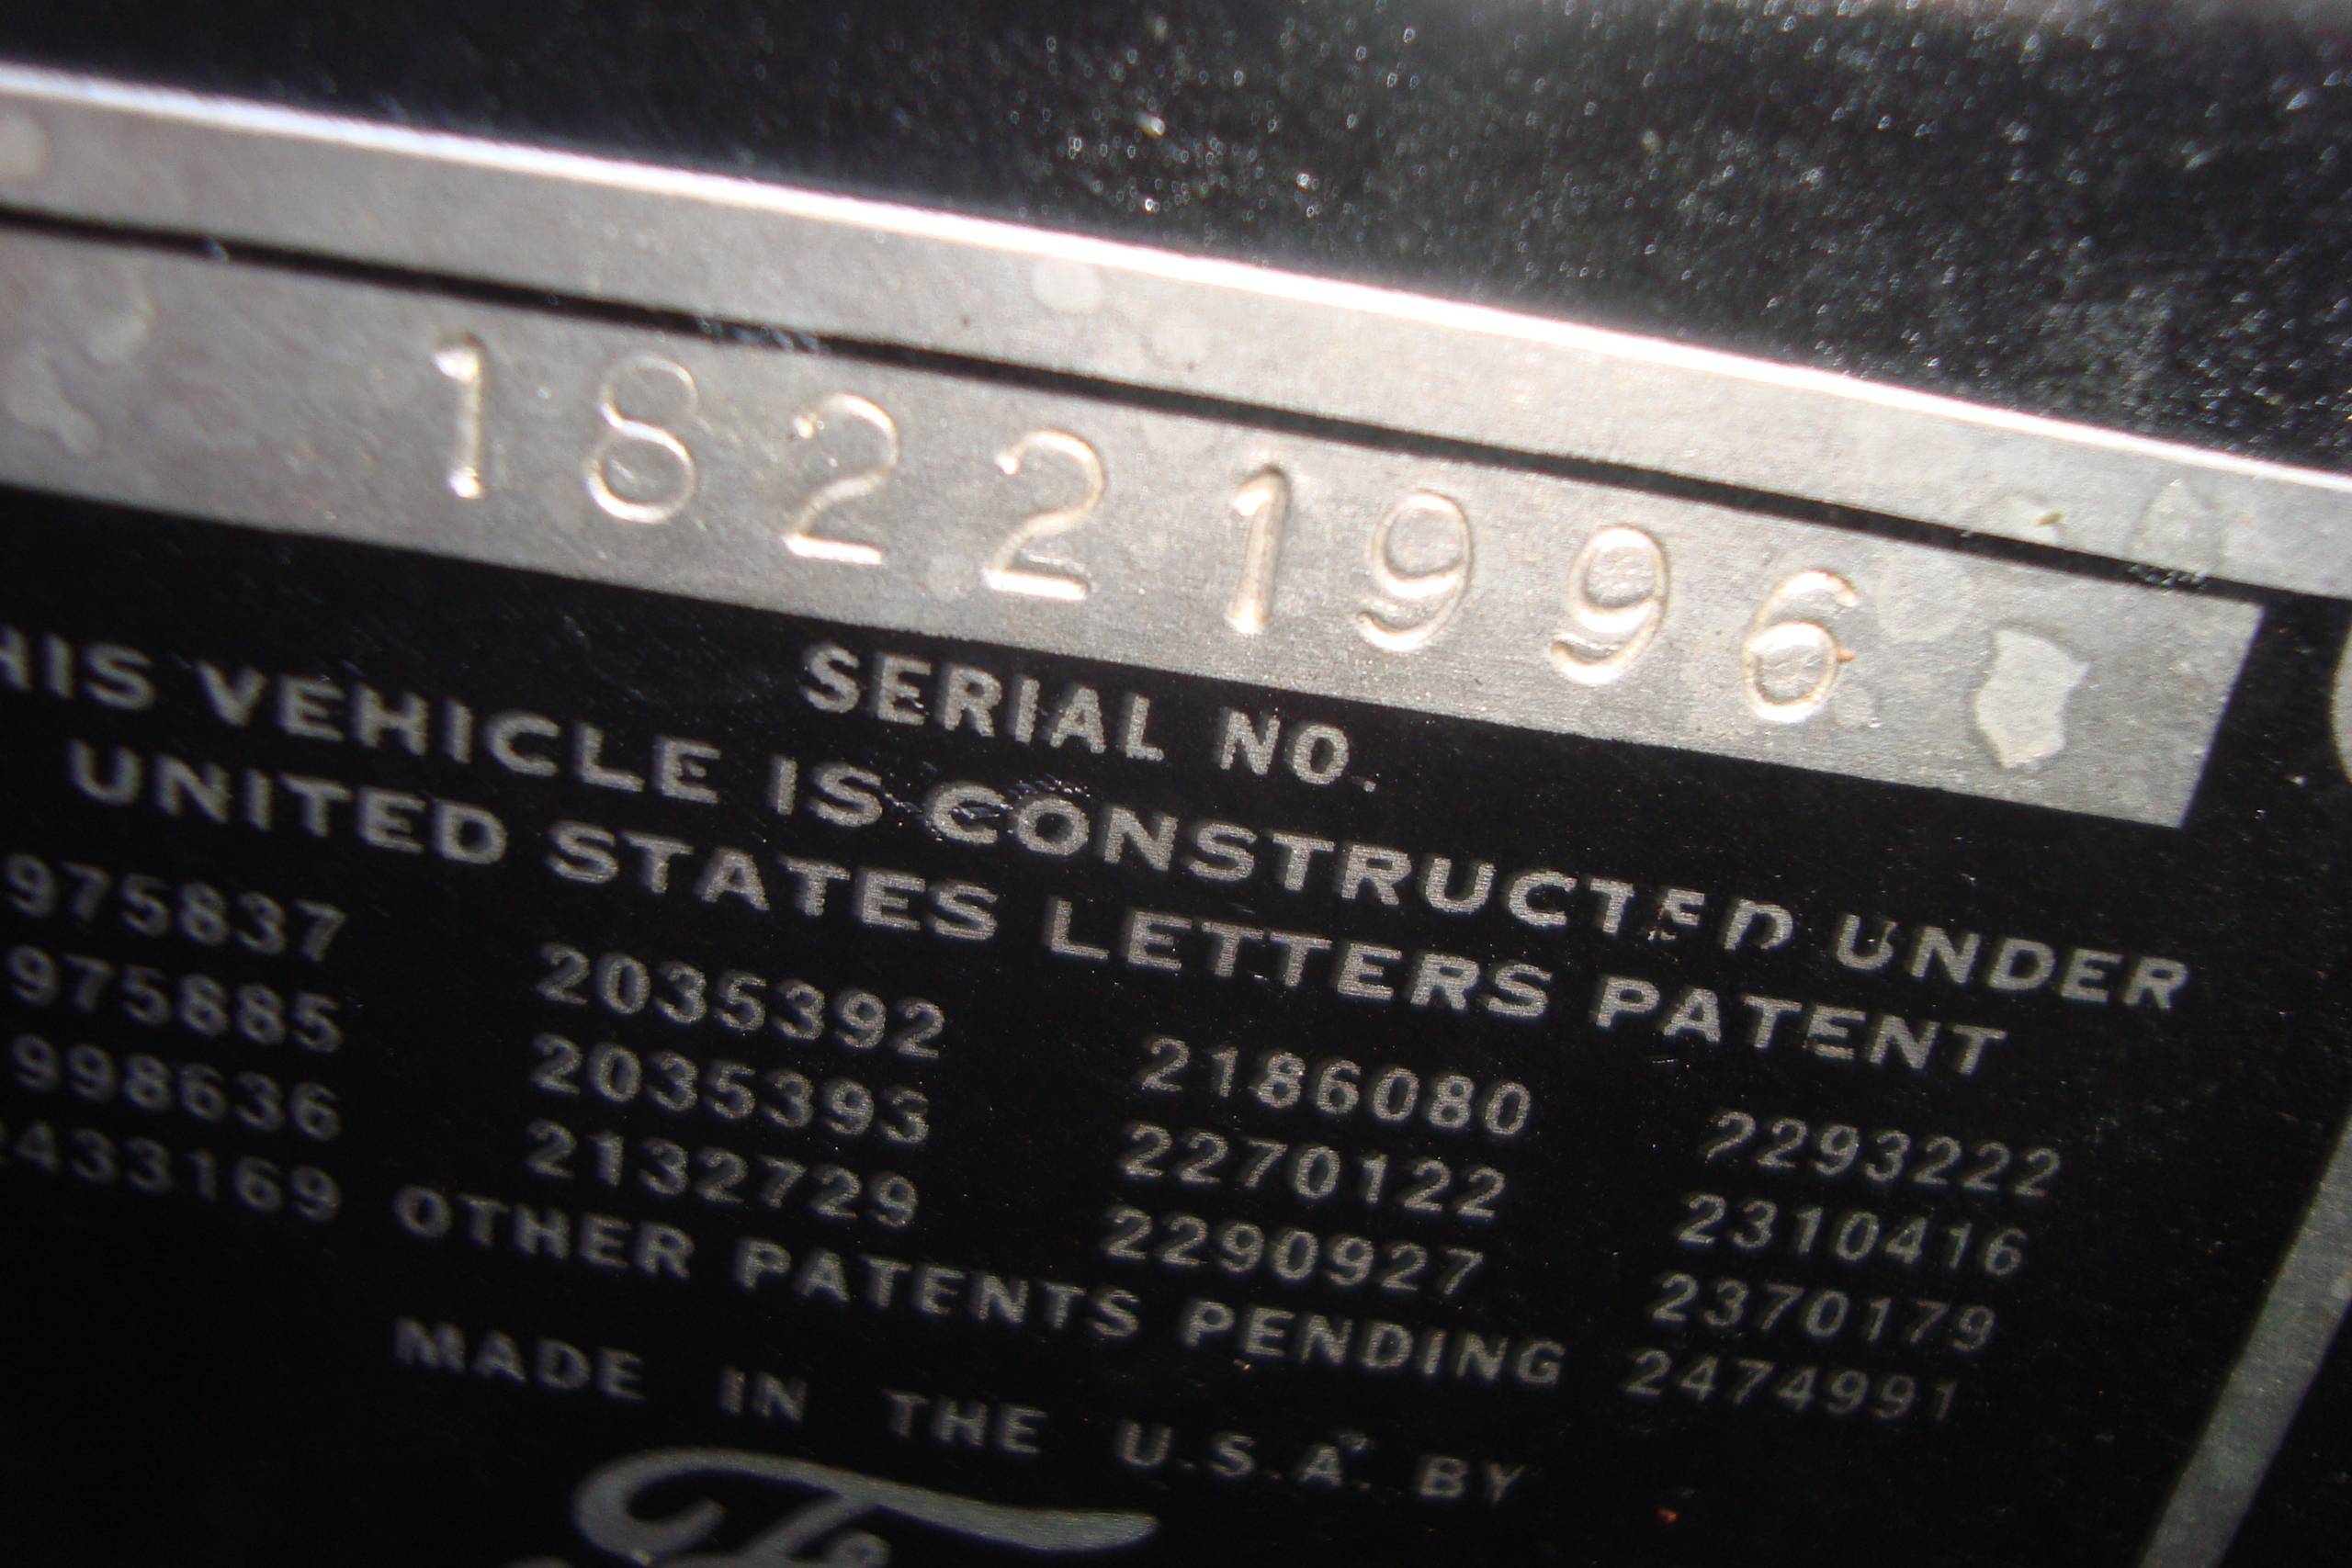 18221996
SERIAL NO.
HIS VEHICLE IS CONSTRUCTED UNDER
UNITED STATES LETTERS PATENT
975837 2035392 2186080 2293222
975885 2035393 2270122 2310416
998636 2132729 2290927 2370179
433169 OTHER PATENTS PENDING 2474991
MADE IN THE U.S.A. BY